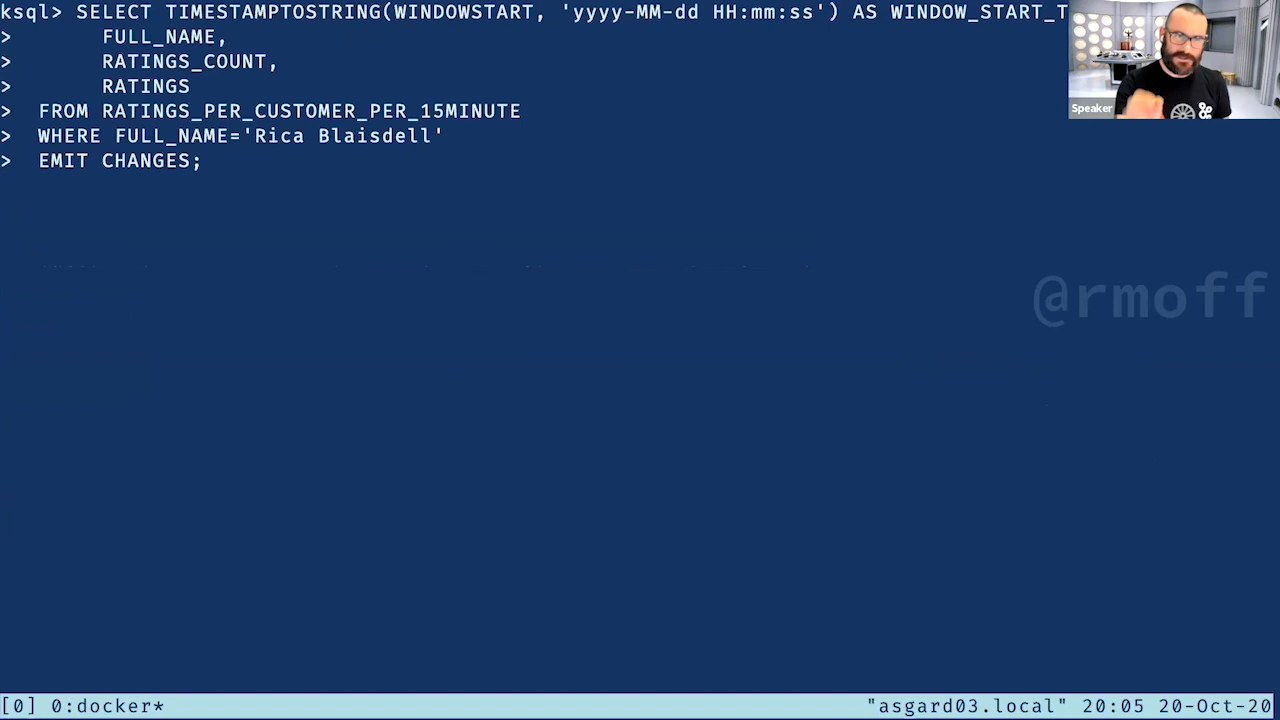 ksql> SELECT TIMESTAMPTOSTRING(WINDOWSTART, 'yyyy-MM-dd HH:mm:ss') AS WINDOW_START_T
>       FULL_NAME,
>       RATINGS_COUNT,
>       RATINGS
>  FROM RATINGS_PER_CUSTOMER_PER_15MINUTE
>  WHERE FULL_NAME='Rica Blaisdell'
>  EMIT CHANGES;
Speaker
@rmoff
[0] 0:docker* "asgard03.local" 20:05 20-Oct-20